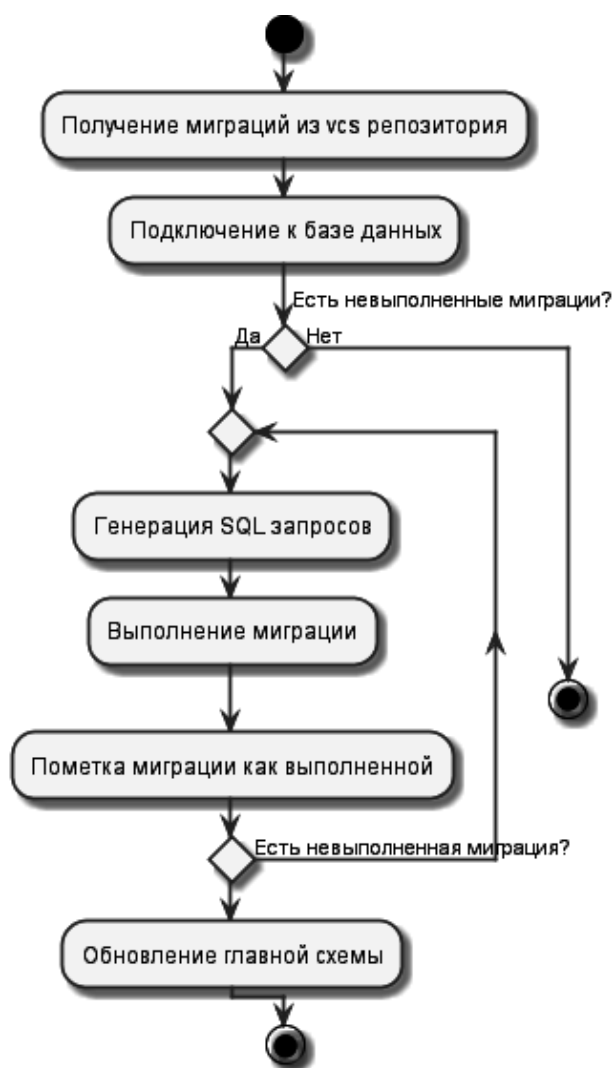 Получение миграций из vcs репозитория
Подключение к базе данных
Есть невыполненные миграции?
Да
Нет
Генерация SQL запросов
Выполнение миграции
Пометка миграции как выполненной
Есть невыполненная миграция?
Обновление главной схемы